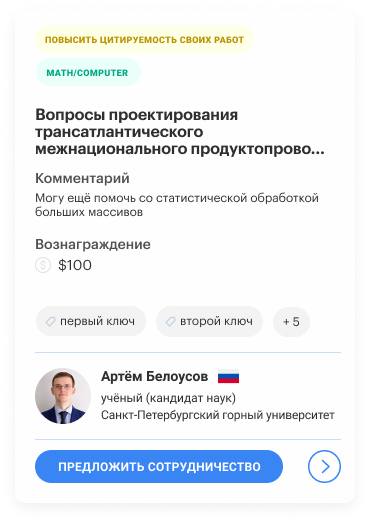 ПОВЫСИТЬ ЦИТИРУЕМОСТЬ СВОИХ РАБОТ
MATH/COMPUTER
Вопросы проектирования
трансатлантического
межнационального продуктопрово...
Комментарий
Могу ещё помочь со статистической обработкой
больших массивов
Вознаграждение
$100
первый ключ второй ключ + 5
Артём Белоусов
учёный (кандидат наук)
Санкт-Петербургский горный университет
ПРЕДЛОЖИТЬ СОТРУДНИЧЕСТВО